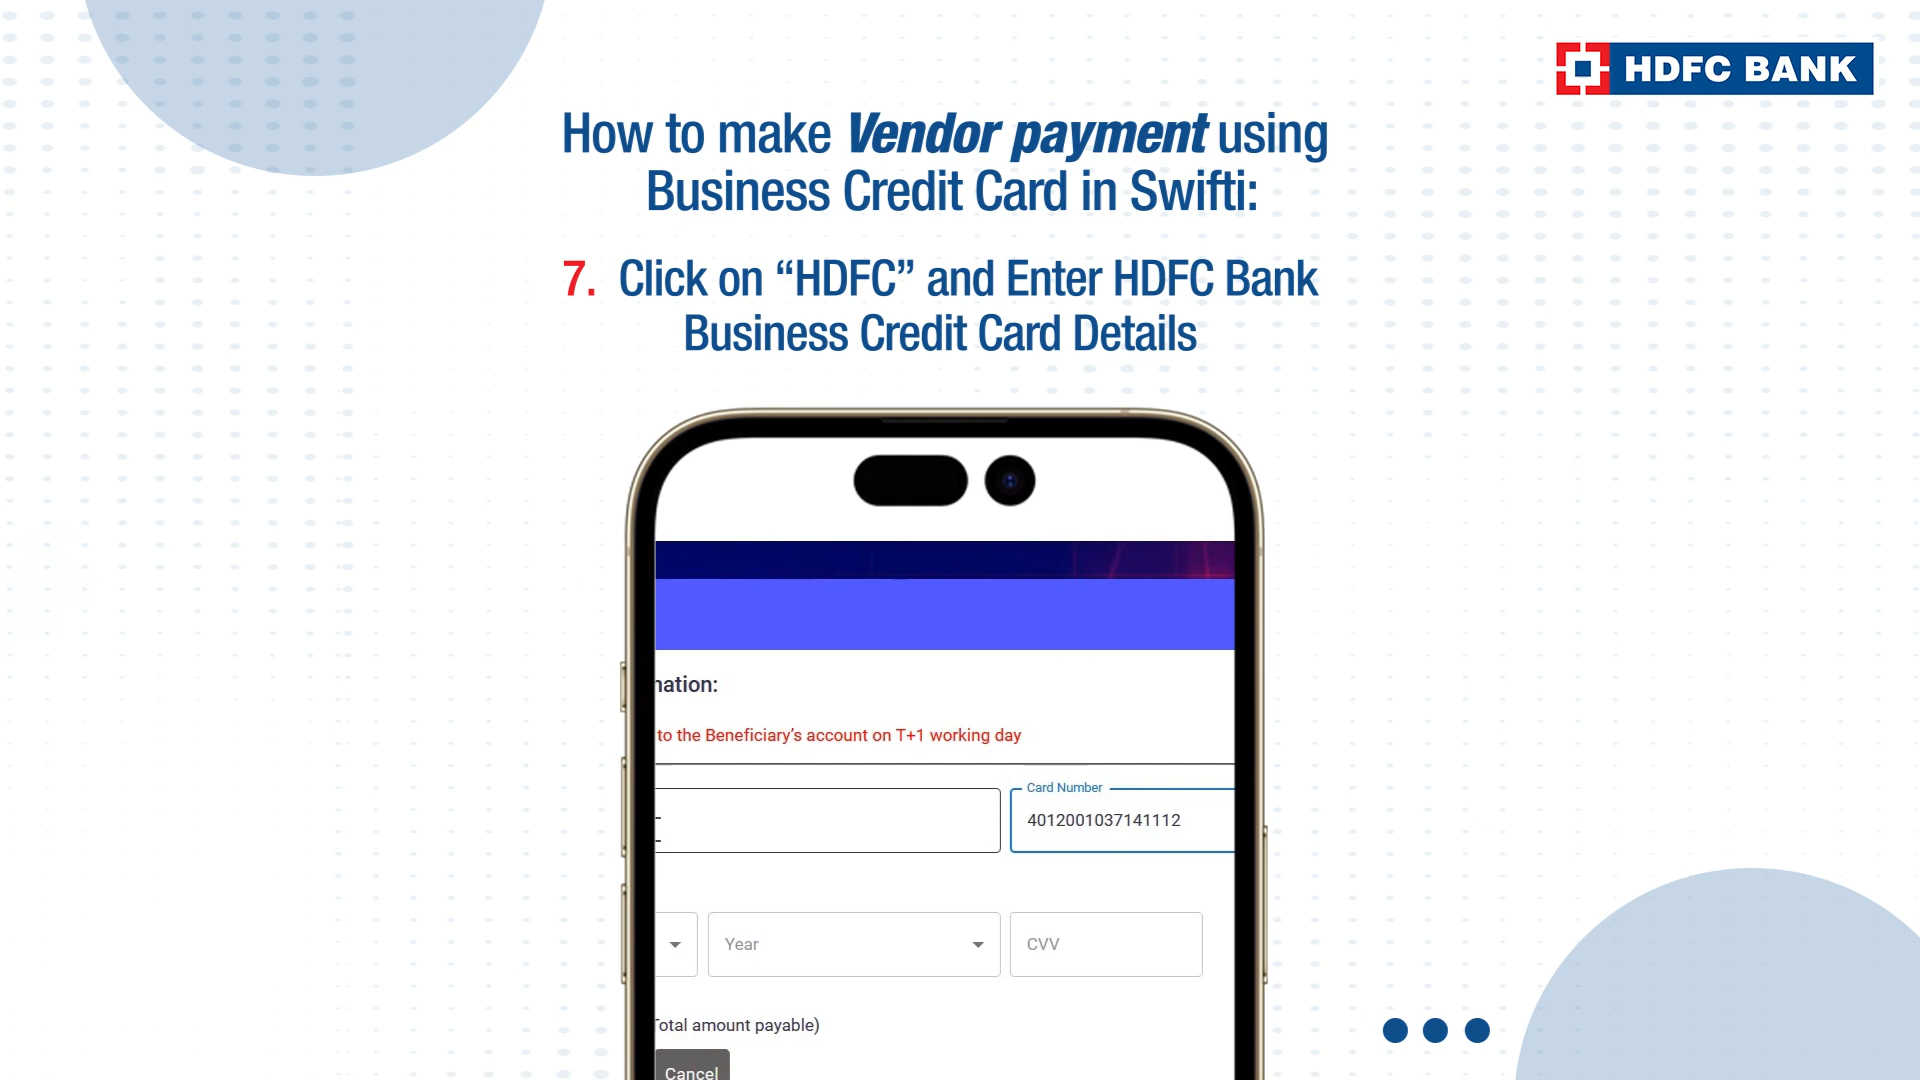 HDFC BANK
How to make Vendor payment using
Business Credit Card in Swifti:
7. Click on “HDFC” and Enter HDFC Bank
Business Credit Card Details
nation:
to the Beneficiary’s account on T+1 working day
Card Number
4012001037141112
Year
CVV
Total amount payable)
Cancel